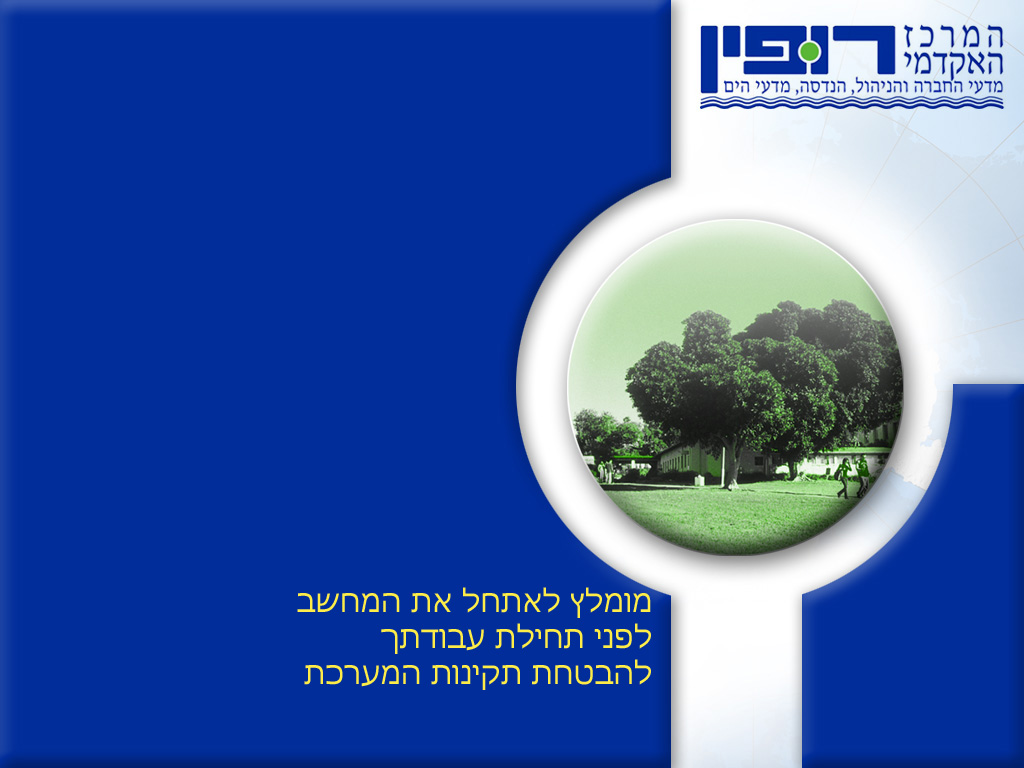 המרכז
האקדמי
רופין
מדעי החברה והניהול, הנדסה, מדעי הים
מומלץ לאתחל את המחשב
לפני תחילת עבודתך
להבטחת תקינות המערכת